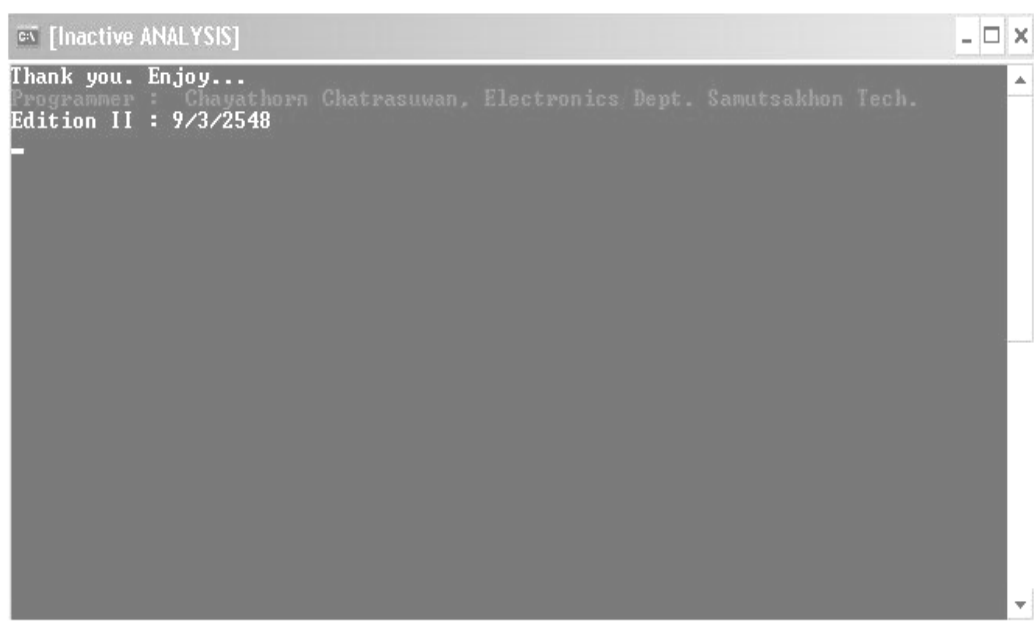 C:\ [Inactive ANALYSIS]
Thank you. Enjoy...
Programmer :  Chayathorn Chatrasuwan, Electronics Dept. Samutsakhon Tech.
Edition II : 9/3/2548